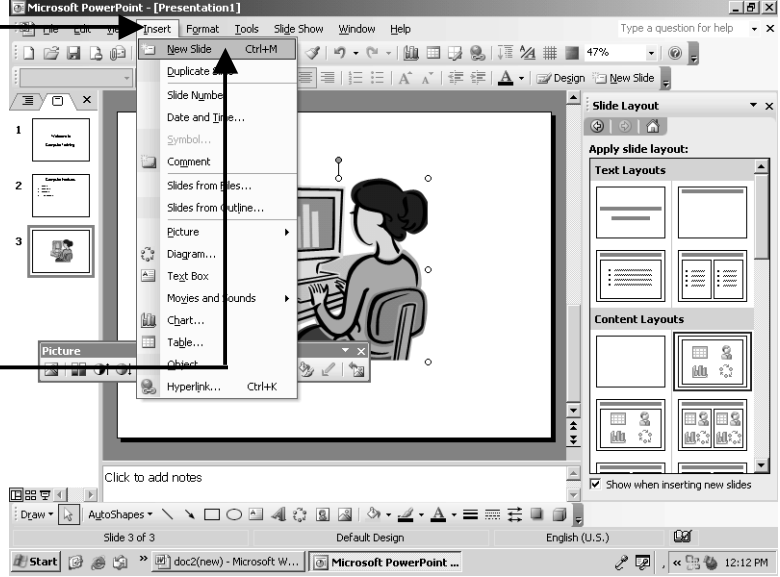 Microsoft PowerPoint - [Presentation1]
File Edit View Insert Format Tools Slide Show Window Help Type a question for help
47% Design New Slide
New Slide Ctrl+M
Duplicate Slide
Slide Number
Date and Time...
Symbol...
Comment
Slides from Files...
Slides from Outline...
Picture
Diagram...
Text Box
Movies and Sounds
Chart...
Table...
Object...
Hyperlink... Ctrl+K
1
Welcome to
Computer Training
2
3
Picture
Slide Layout
Apply slide layout:
Text Layouts
Content Layouts
Show when inserting new slides
Click to add notes
Draw AutoShapes
Slide 3 of 3 Default Design English (U.S.)
Start doc2(new) - Microsoft W... Microsoft PowerPoint ... 12:12 PM